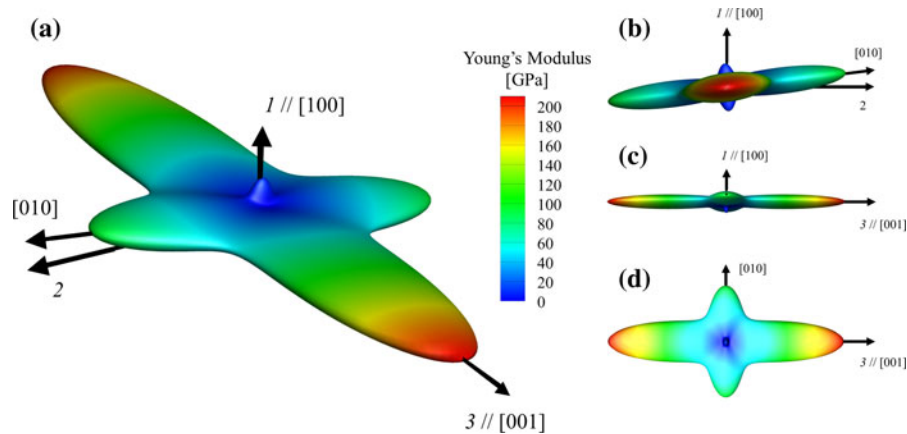 (a)
1 // [100]
[010]
2
3 // [001]
Young's Modulus
[GPa]
200
180
160
140
120
100
80
60
40
20
0
(b)
1 // [100]
[010]
2
(c)
1 // [100]
3 // [001]
(d)
[010]
3 // [001]